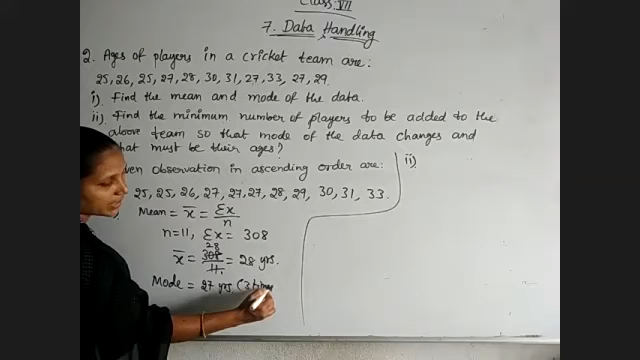 Class: VII
7. Data Handling
2. Ages of players in a cricket team are:
25, 26, 25, 27, 28, 30, 31, 27, 33, 27, 29.
i) Find the mean and mode of the data.
ii) Find the minimum number of players to be added to the
above team so that mode of the data changes and
what must be their ages?
observation in ascending order are:
25, 25, 26, 27, 27, 27, 28, 29, 30, 31, 33.
Mean = x̅ = Σx/n
n=11, Σx = 308
x̅ = 308/11 = 28 yrs.
28
Mode = 27 yrs (3
ii)